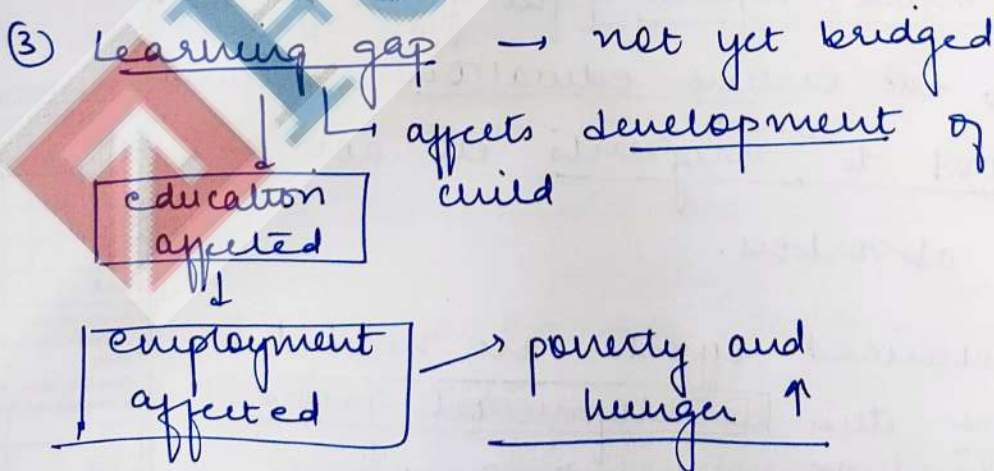 ③ Learning gap → not yet bridged
↳ affects development of
child
education
affected
↓
employment
affected
→ poverty and
hunger ↑